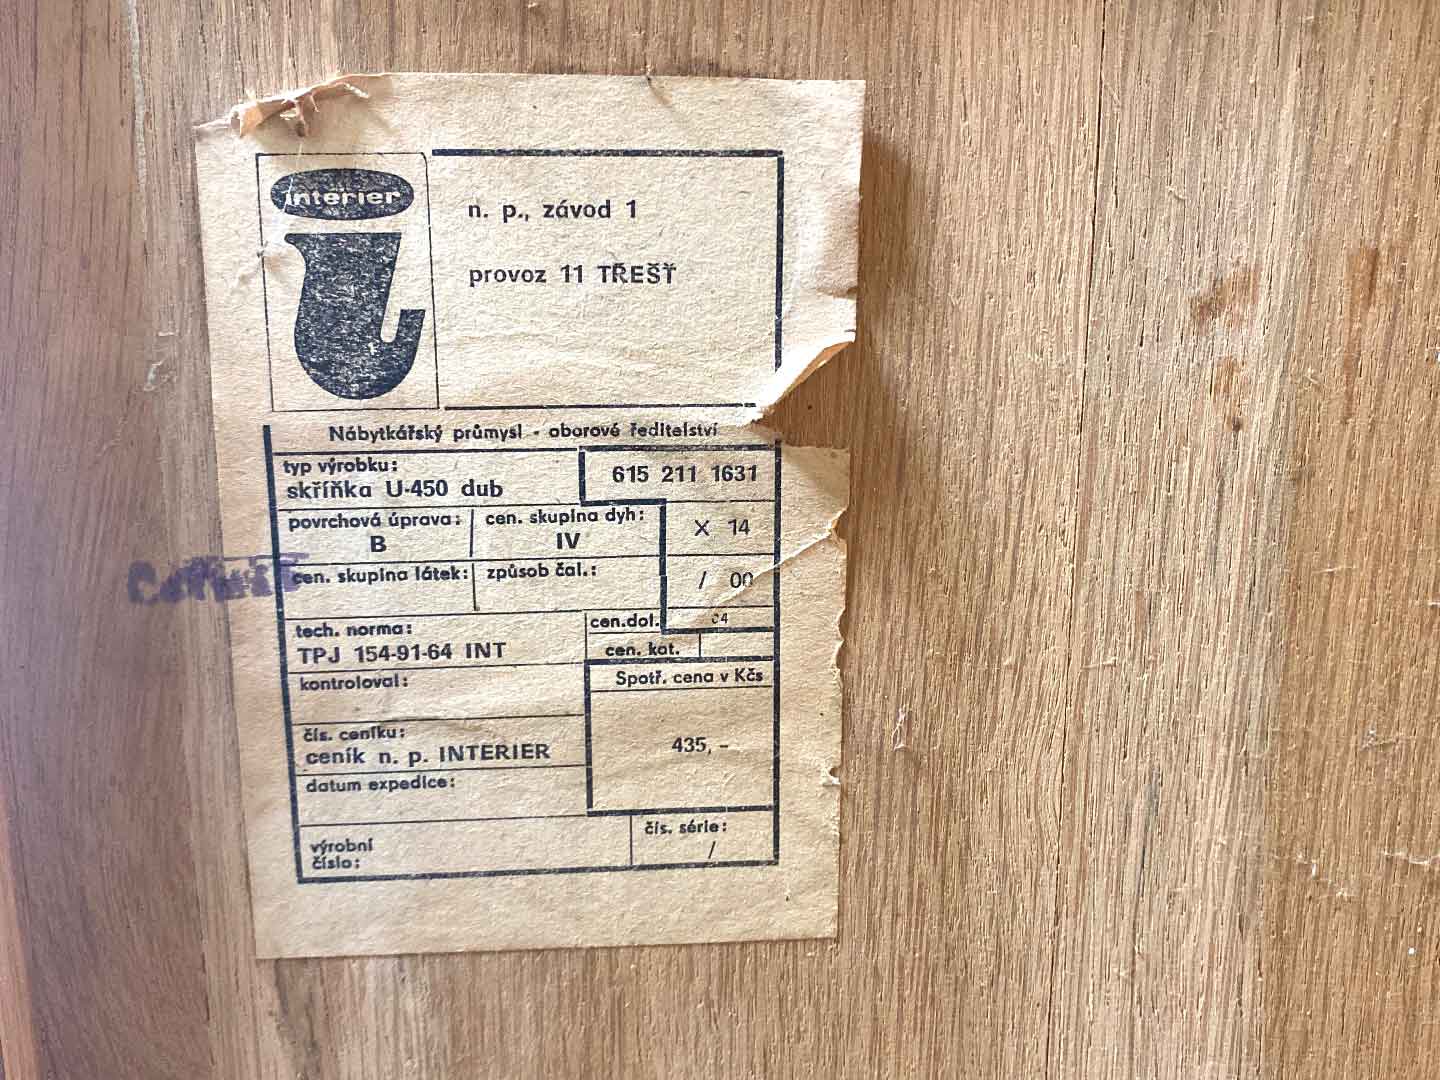 interier
n. p., závod 1
provoz 11 TŘEŠŤ
Nábytkářský průmysl - oborové ředitelství
typ výrobku:
skříňka U-450 dub
615 211 1631
povrchová úprava:
B
cen. skupina dyh:
IV
X 14
cen. skupina látek:
způsob čal.:
/ 00
tech. norma:
TPJ 154-91-64 INT
cen.dol.
04
cen. kat.
kontroloval:
Spotř. cena v Kčs
435,-
čís. ceníku:
ceník n. p. INTERIER
datum expedice:
výrobní
číslo:
čís. série:
/